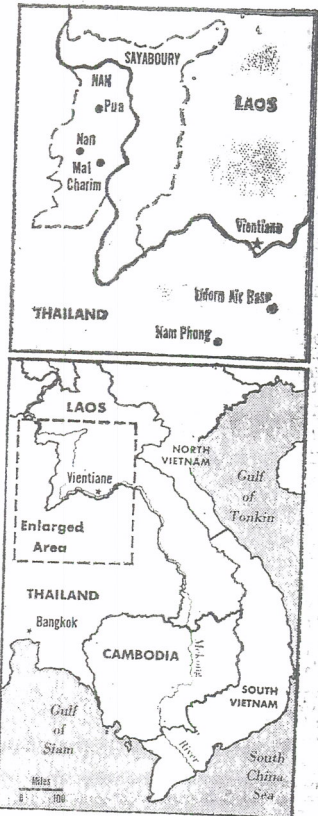 SAYABOURY
NAN
Pua
LAOS
Nan
Mai
Charim
Vientiane
Udorn Air Base
THAILAND
Nam Phong
LAOS
NORTH
VIETNAM
Vientiane
Gulf
of
Tonkin
Enlarged
Area
THAILAND
Bangkok
CAMBODIA
Mekong
SOUTH
VIETNAM
Gulf
of
Siam
River
South
China
Sea
Miles
0 100